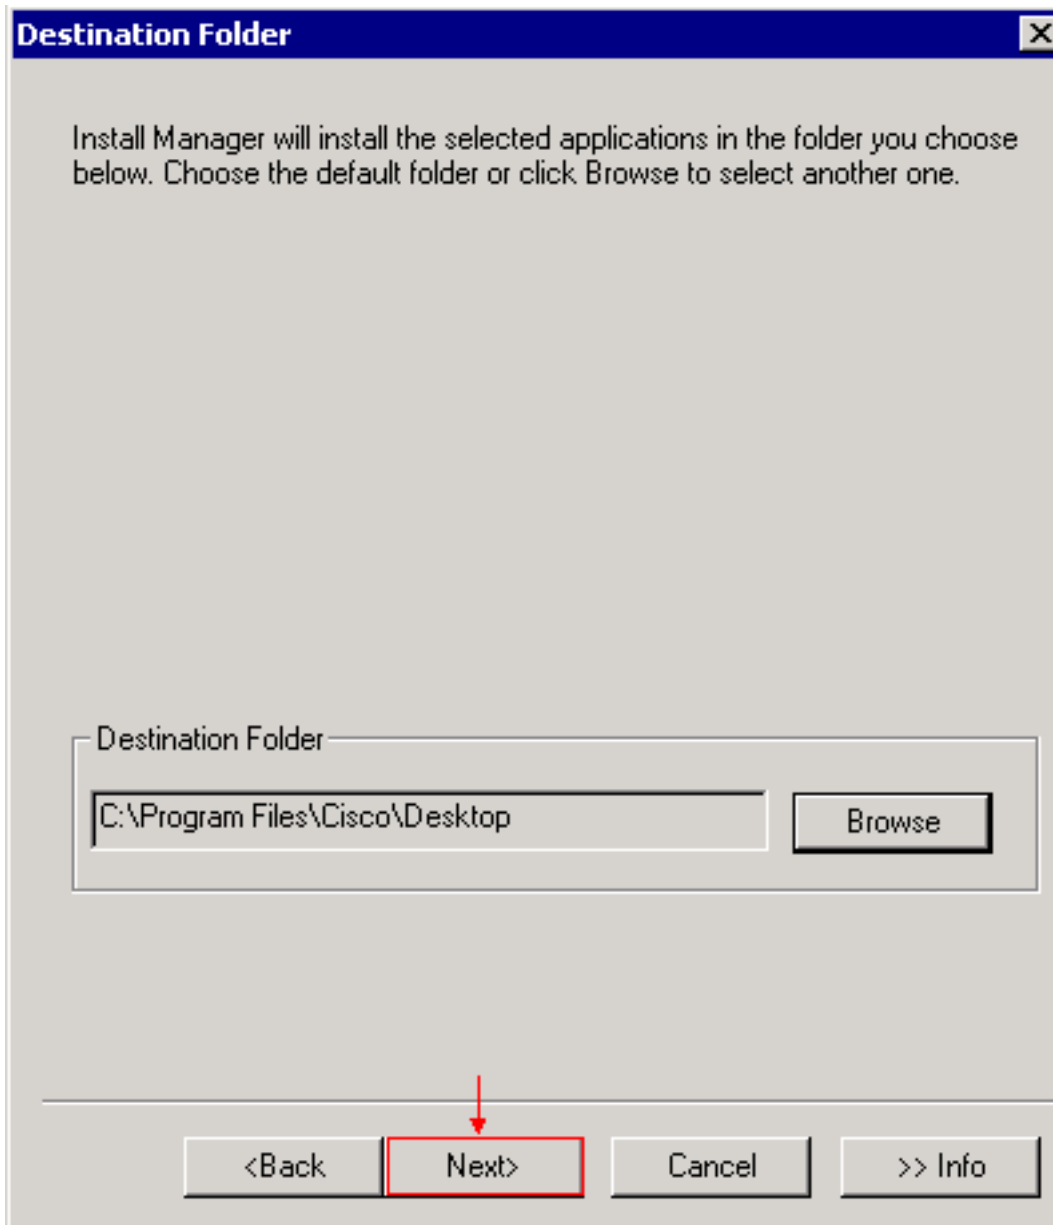 Destination Folder
Install Manager will install the selected applications in the folder you choose
below. Choose the default folder or click Browse to select another one.
Destination Folder
C:\Program Files\Cisco\Desktop
Browse
<Back
Next>
Cancel
>> Info